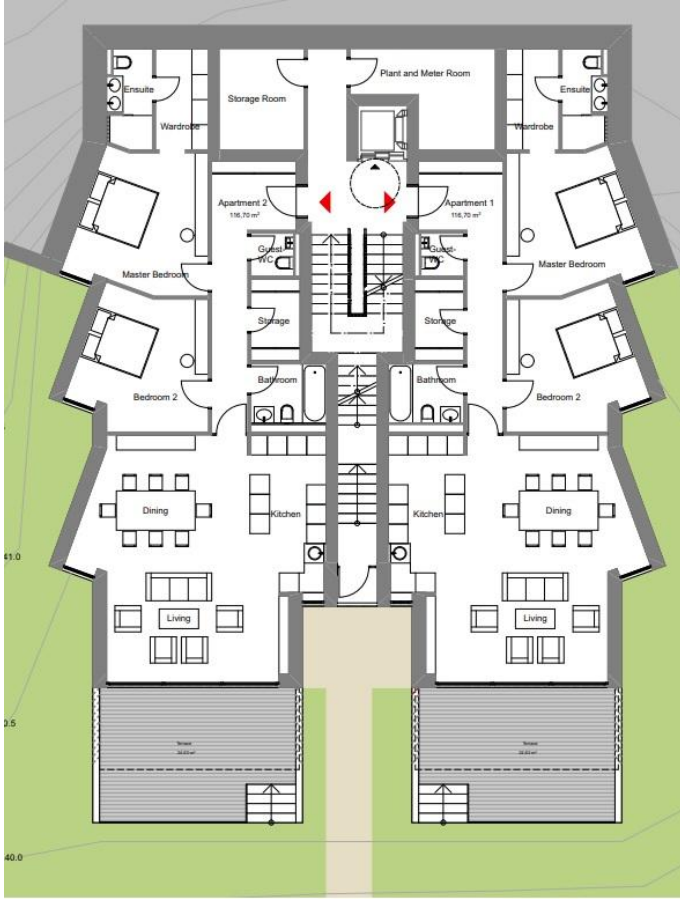 Plant and Meter Room
Ensuite
Ensuite
Storage Room
Wardrobe
Wardrobe
Apartment 2
116,70 m²
Apartment 1
116,70 m²
Guest-
WC
Guest-
WC
Master Bedroom
Master Bedroom
Storage
Storage
Bathroom
Bathroom
Bedroom 2
Bedroom 2
Dining
Kitchen
Kitchen
Dining
41.0
Living
Living
0.5
Terrace
Terrace
40.0